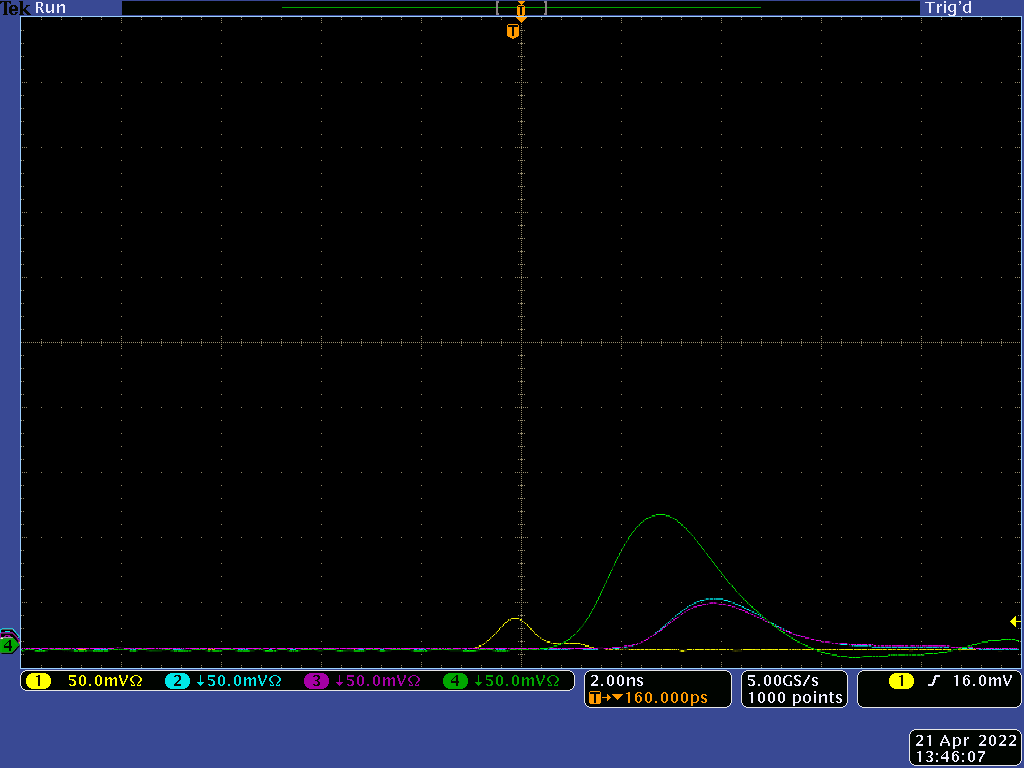 Tek Run Trig'd
T
T
4
1 50.0mVΩ 2 ↓50.0mVΩ 3 ↓50.0mVΩ 4 ↓50.0mVΩ
2.00ns
T→▼160.000ps
5.00GS/s
1000 points
1 ƒ 16.0mV
21 Apr 2022
13:46:07